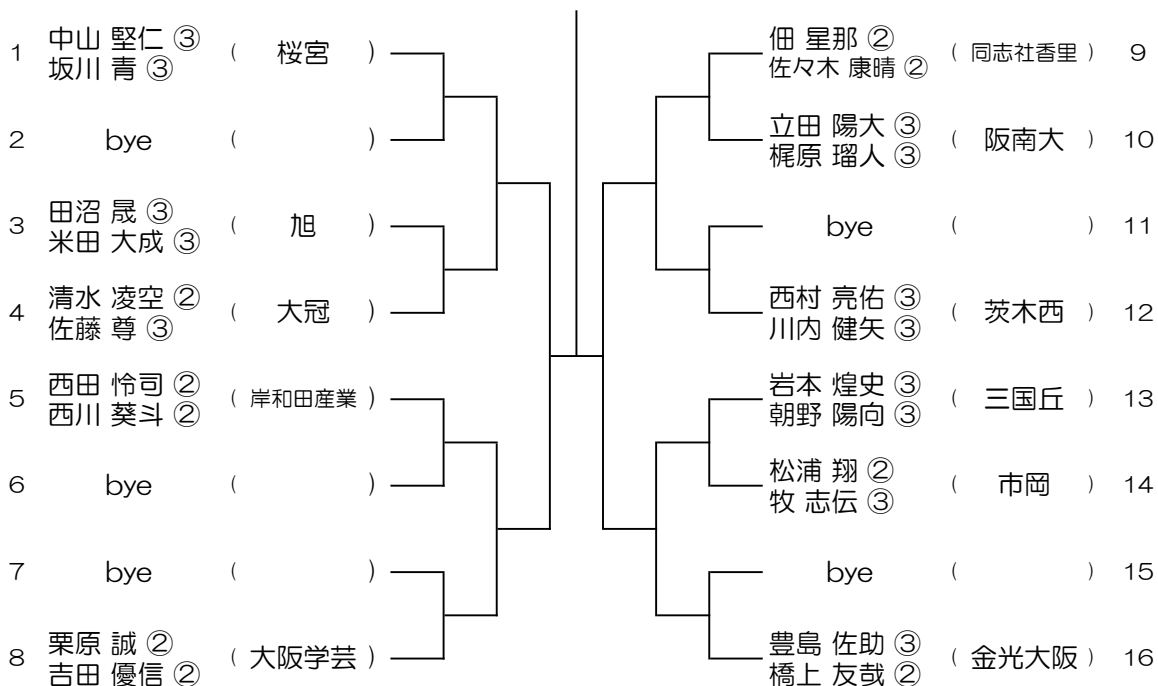 1 中山 堅仁 ③ ( 桜宮 )
坂川 青 ③
2 bye ( )
3 田沼 晟 ③ ( 旭 )
米田 大成 ③
4 清水 凌空 ② ( 大冠 )
佐藤 尊 ③
5 西田 怜司 ② ( 岸和田産業 )
西川 葵斗 ②
6 bye ( )
7 bye ( )
8 栗原 誠 ② ( 大阪学芸 )
吉田 優信 ②
佃 星那 ② ( 同志社香里 ) 9
佐々木 康晴 ②
立田 陽大 ③ ( 阪南大 ) 10
梶原 瑠人 ③
bye ( ) 11
西村 亮佑 ③ ( 茨木西 ) 12
川内 健矢 ③
岩本 煌史 ③ ( 三国丘 ) 13
朝野 陽向 ③
松浦 翔 ② ( 市岡 ) 14
牧 志伝 ③
bye ( ) 15
豊島 佐助 ③ ( 金光大阪 ) 16
橋上 友哉 ②